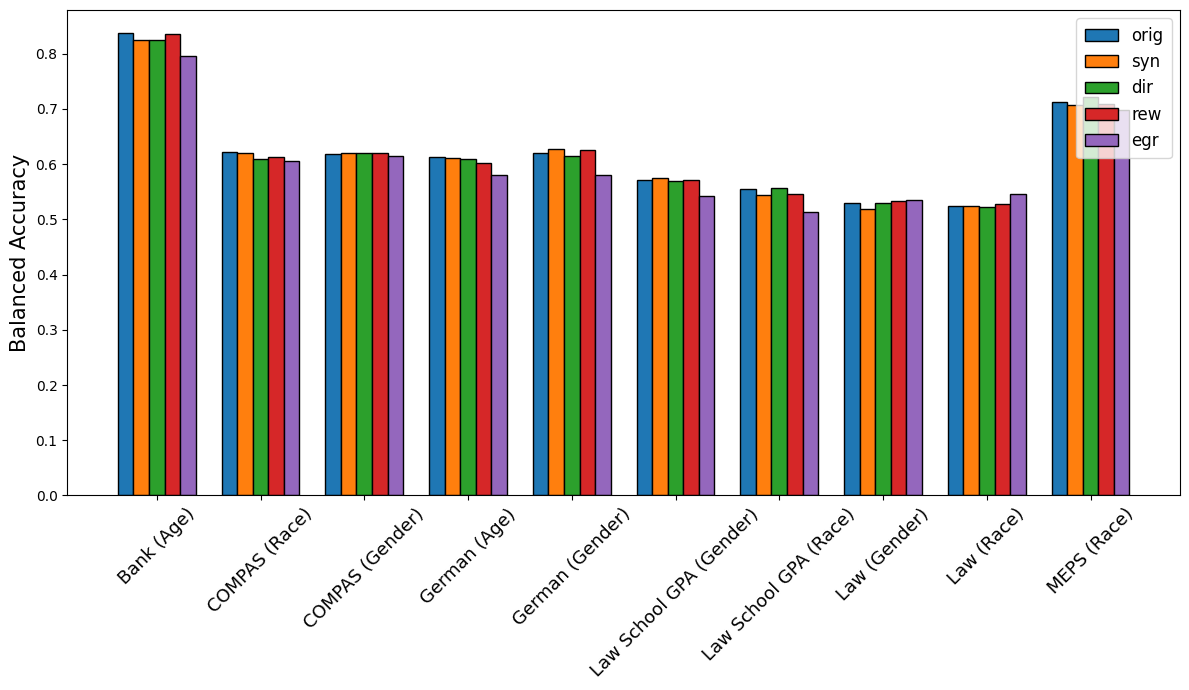 Balanced Accuracy
0.8
0.7
0.6
0.5
0.4
0.3
0.2
0.1
0.0
orig
syn
dir
rew
egr
Bank (Age)
COMPAS (Race)
COMPAS (Gender)
German (Age)
German (Gender)
Law School GPA (Gender)
Law School GPA (Race)
Law (Gender)
Law (Race)
MEPS (Race)